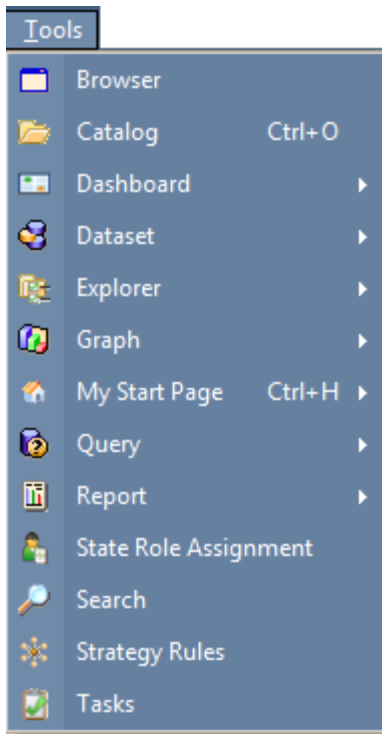 Tools
Browser
Catalog Ctrl+O
Dashboard
Dataset
Explorer
Graph
My Start Page Ctrl+H
Query
Report
State Role Assignment
Search
Strategy Rules
Tasks